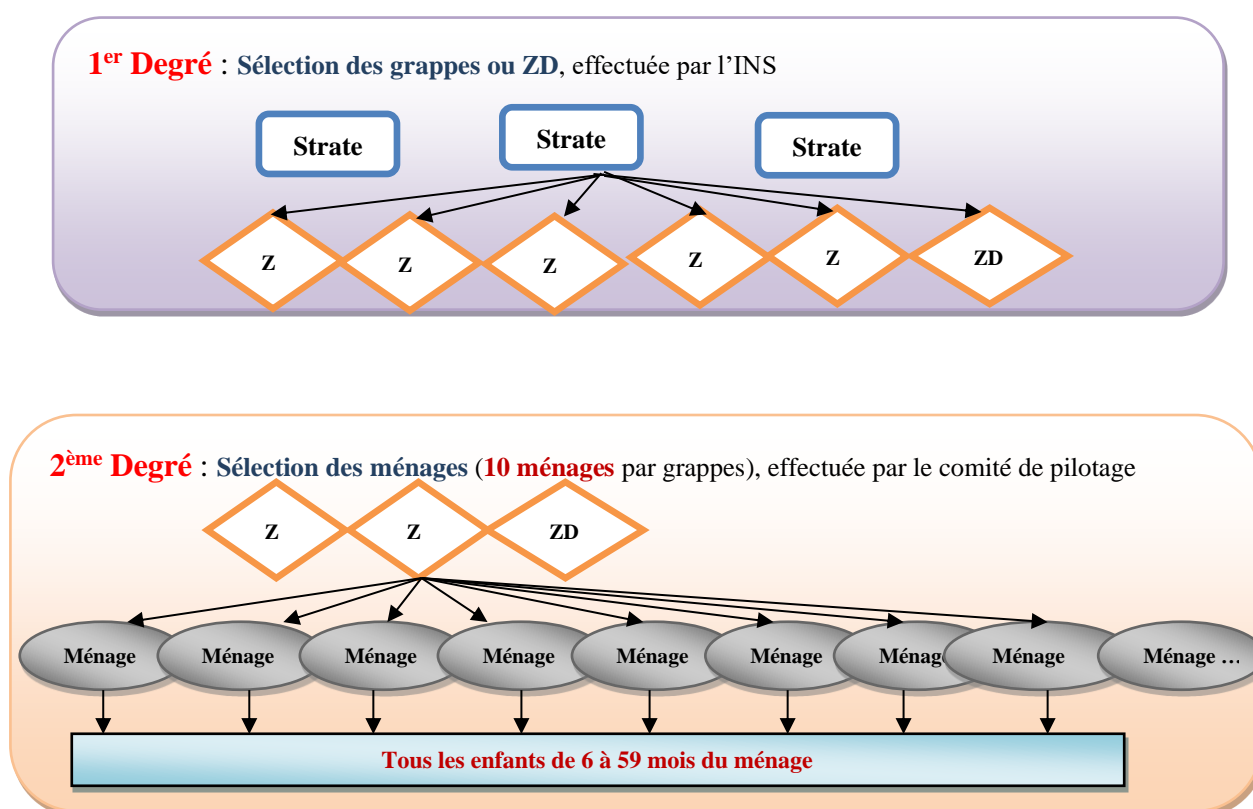 1er Degré : Sélection des grappes ou ZD, effectuée par l’INS
Strate Strate Strate
Z Z Z Z Z ZD
2ème Degré : Sélection des ménages (10 ménages par grappes), effectuée par le comité de pilotage
Z Z ZD
Ménage Ménage Ménage Ménage Ménage Ménage Ménage Ménage Ménage …
Tous les enfants de 6 à 59 mois du ménage